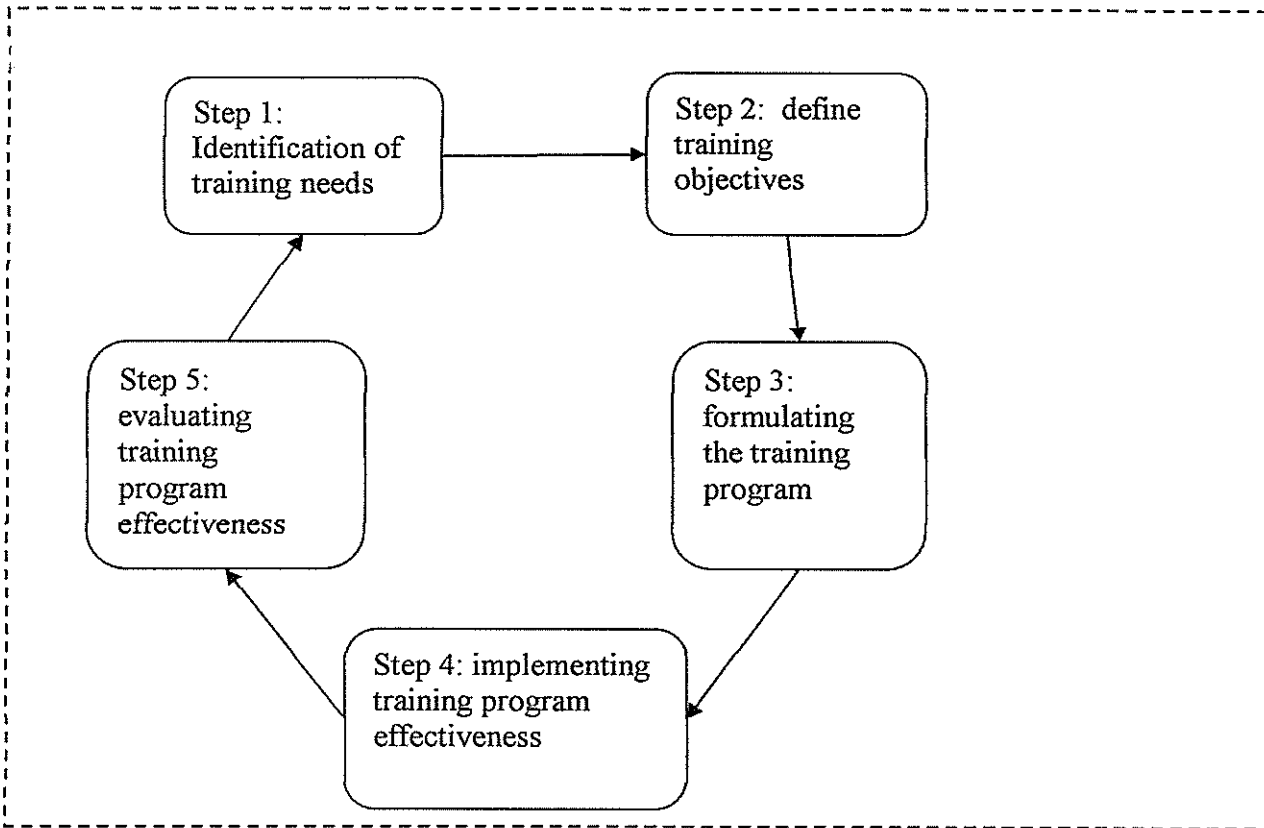 Step 1:
Identification of
training needs
Step 2:  define
training
objectives
Step 3:
formulating
the training
program
Step 4: implementing
training program
effectiveness
Step 5:
evaluating
training
program
effectiveness